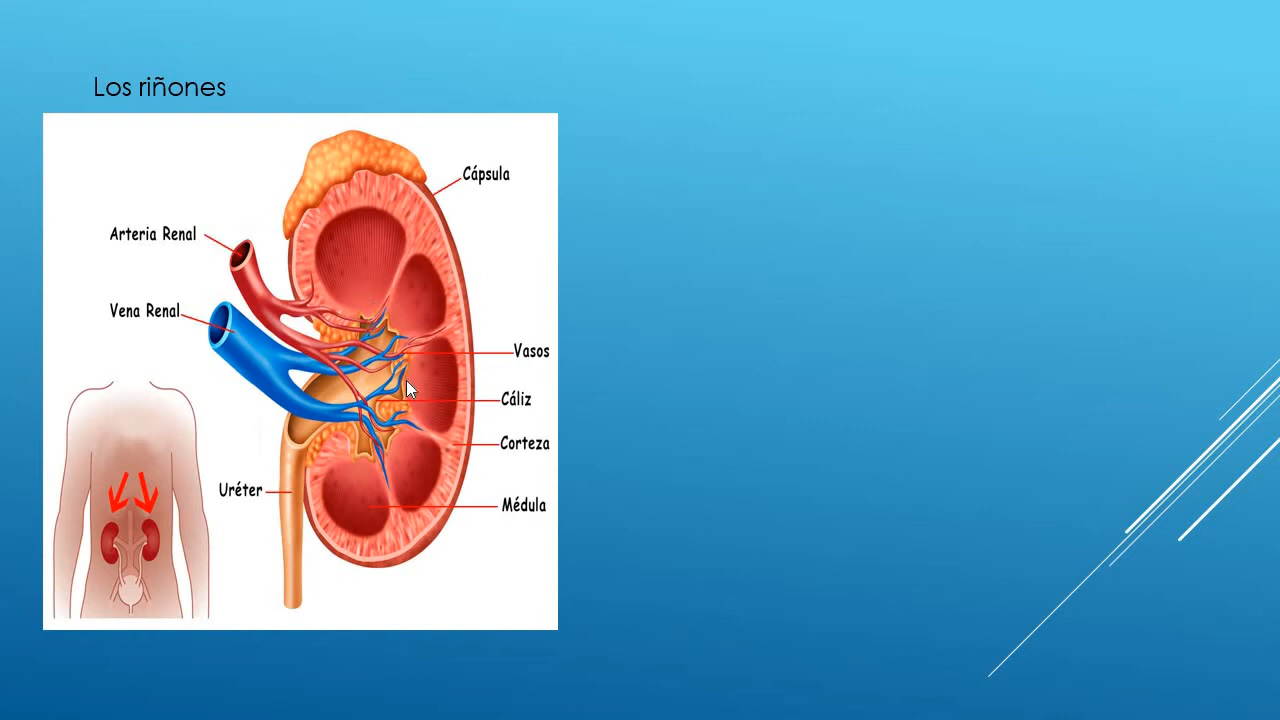 Los riñones
Cápsula
Arteria Renal
Vena Renal
Vasos
Cáliz
Corteza
Uréter
Médula